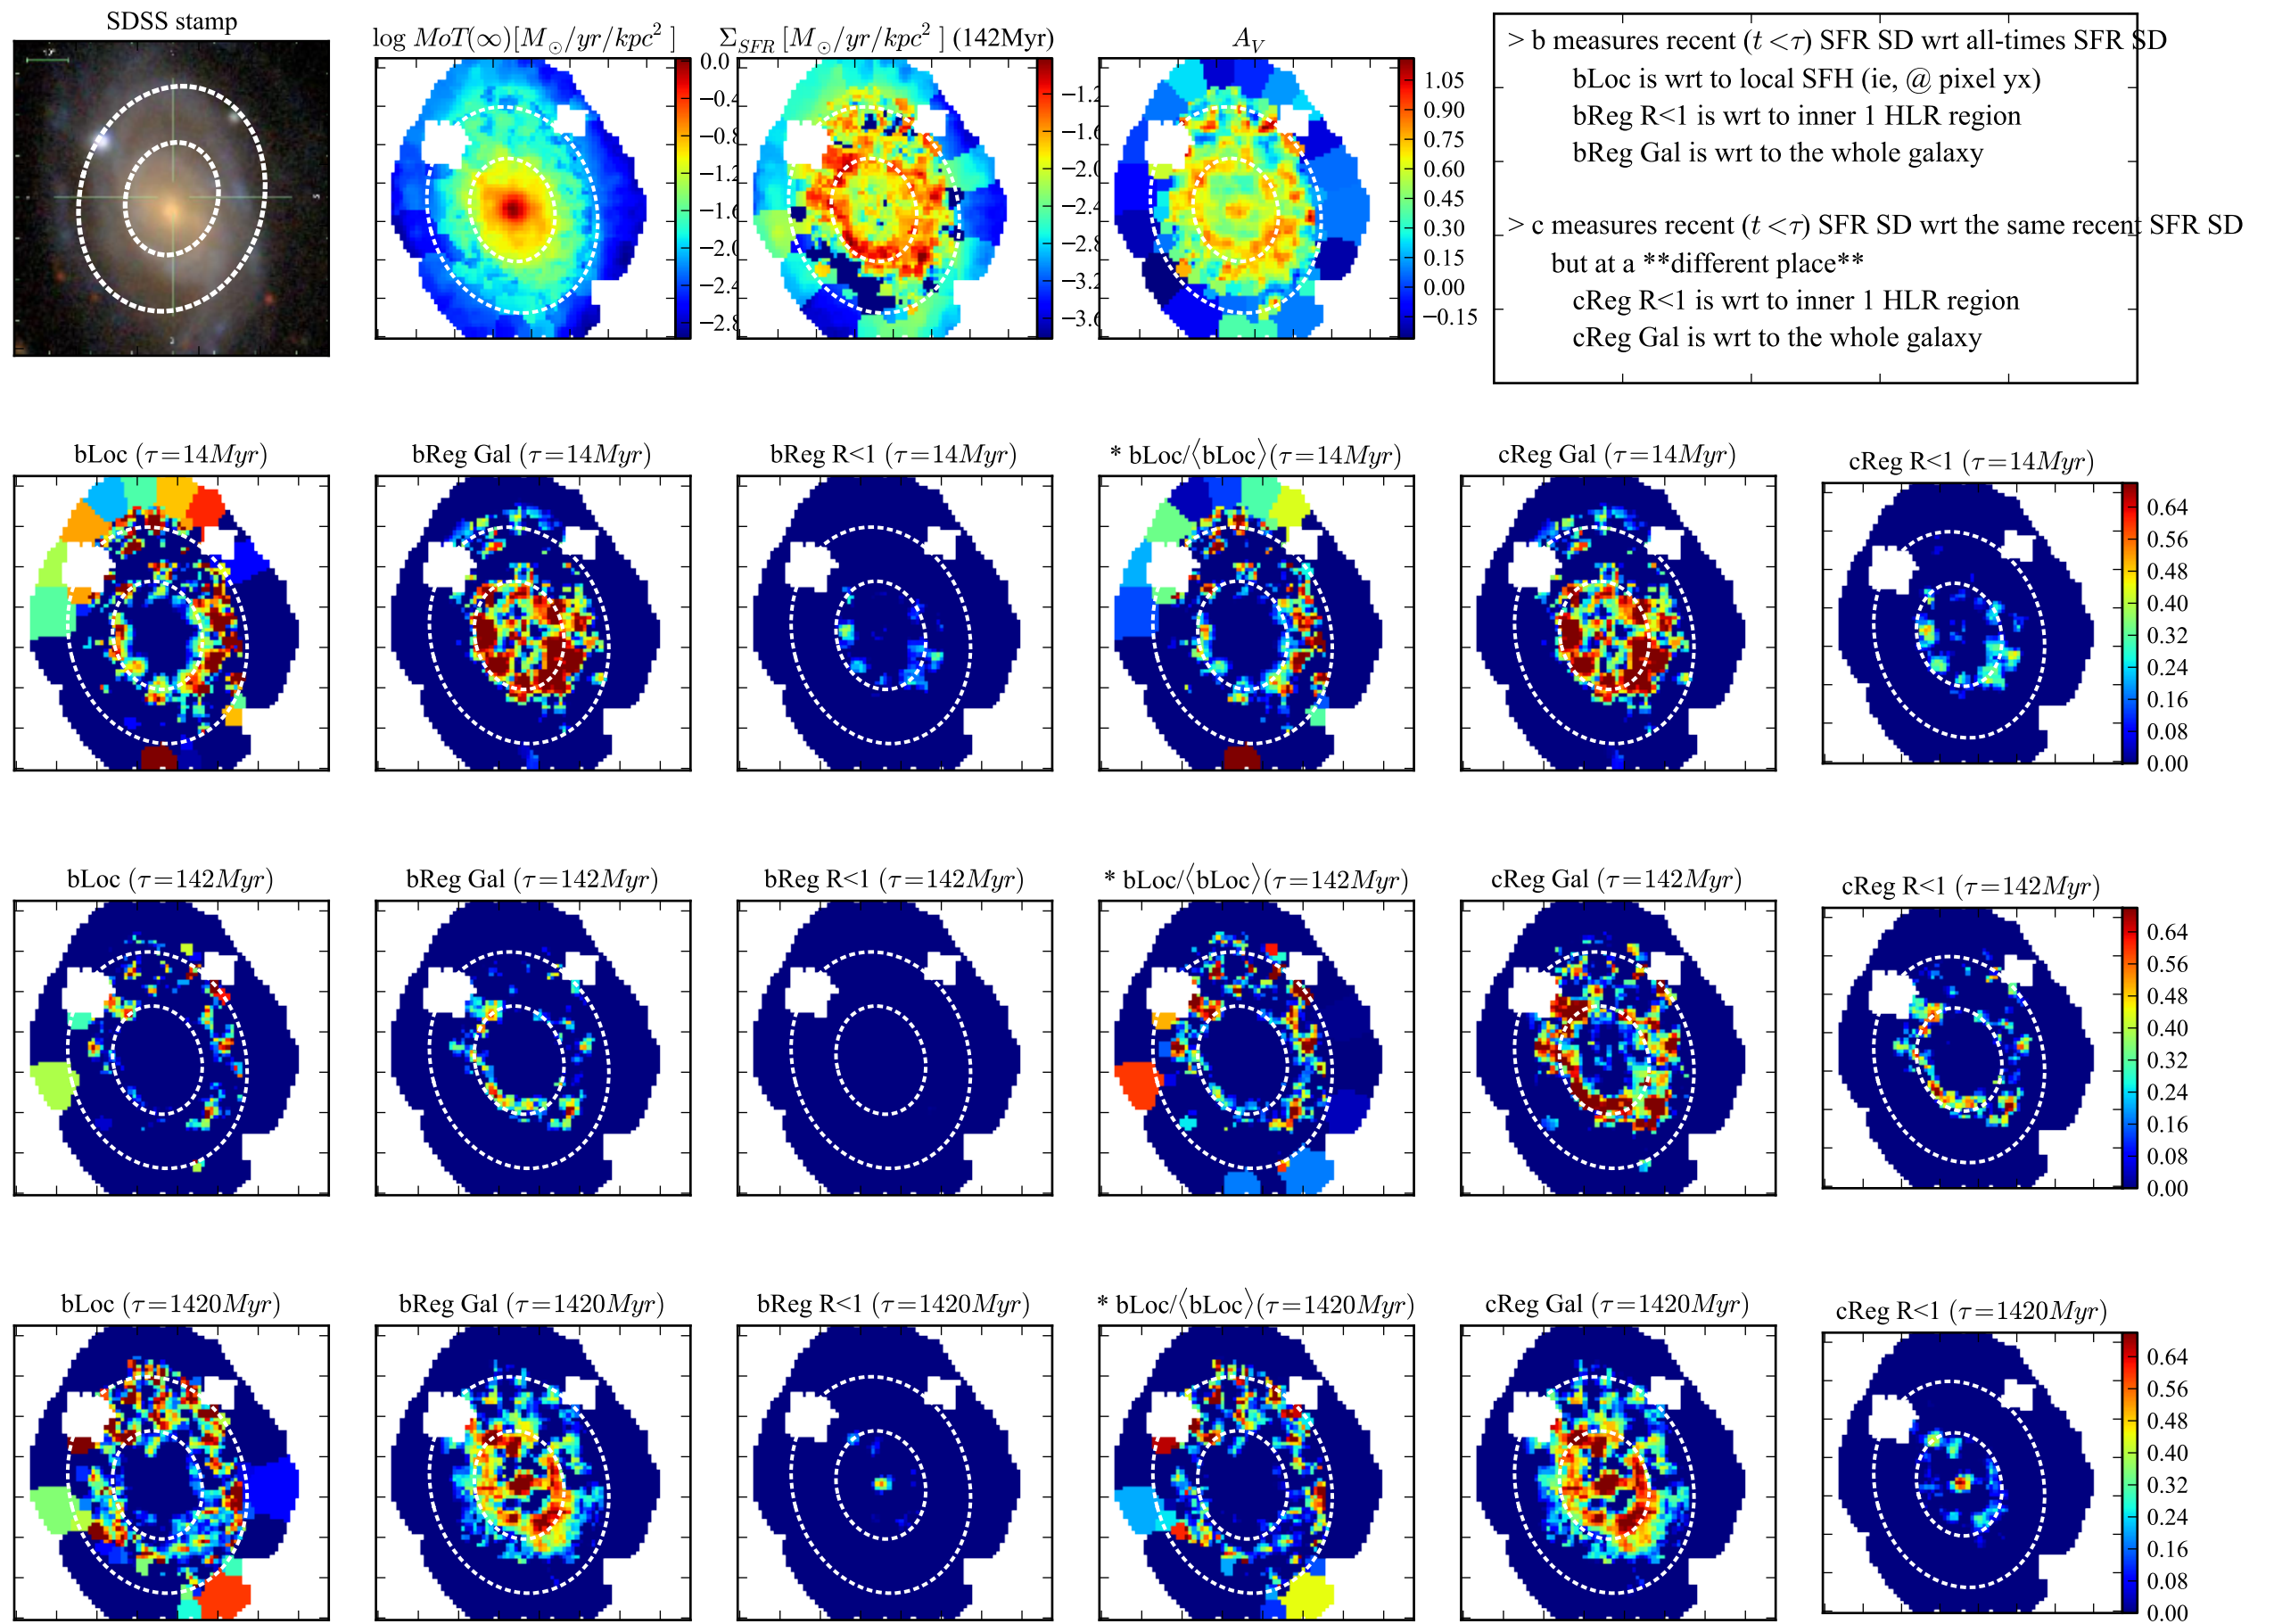 SDSS stamp
log MoT(∞)[M⊙/yr/kpc²]
Σ_SFR [M⊙/yr/kpc²] (142Myr)
A_V
0.0
−0.4
−0.8
−1.2
−1.6
−2.0
−2.4
−2.8
−1.2
−1.6
−2.0
−2.4
−2.8
−3.2
−3.6
1.05
0.90
0.75
0.60
0.45
0.30
0.15
0.00
−0.15
> b measures recent (t <τ) SFR SD wrt all-times SFR SD
bLoc is wrt to local SFH (ie, @ pixel yx)
bReg R<1 is wrt to inner 1 HLR region
bReg Gal is wrt to the whole galaxy
> c measures recent (t <τ) SFR SD wrt the same recent SFR SD
but at a **different place**
cReg R<1 is wrt to inner 1 HLR region
cReg Gal is wrt to the whole galaxy
bLoc (τ=14Myr)
bReg Gal (τ=14Myr)
bReg R<1 (τ=14Myr)
* bLoc/⟨bLoc⟩(τ=14Myr)
cReg Gal (τ=14Myr)
cReg R<1 (τ=14Myr)
0.64
0.56
0.48
0.40
0.32
0.24
0.16
0.08
0.00
bLoc (τ=142Myr)
bReg Gal (τ=142Myr)
bReg R<1 (τ=142Myr)
* bLoc/⟨bLoc⟩(τ=142Myr)
cReg Gal (τ=142Myr)
cReg R<1 (τ=142Myr)
0.64
0.56
0.48
0.40
0.32
0.24
0.16
0.08
0.00
bLoc (τ=1420Myr)
bReg Gal (τ=1420Myr)
bReg R<1 (τ=1420Myr)
* bLoc/⟨bLoc⟩(τ=1420Myr)
cReg Gal (τ=1420Myr)
cReg R<1 (τ=1420Myr)
0.64
0.56
0.48
0.40
0.32
0.24
0.16
0.08
0.00